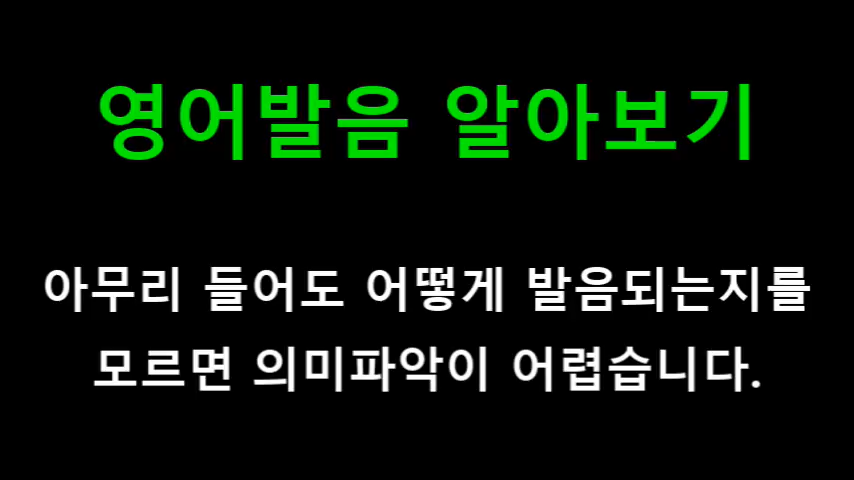 영어발음 알아보기
아무리 들어도 어떻게 발음되는지를
모르면 의미파악이 어렵습니다.